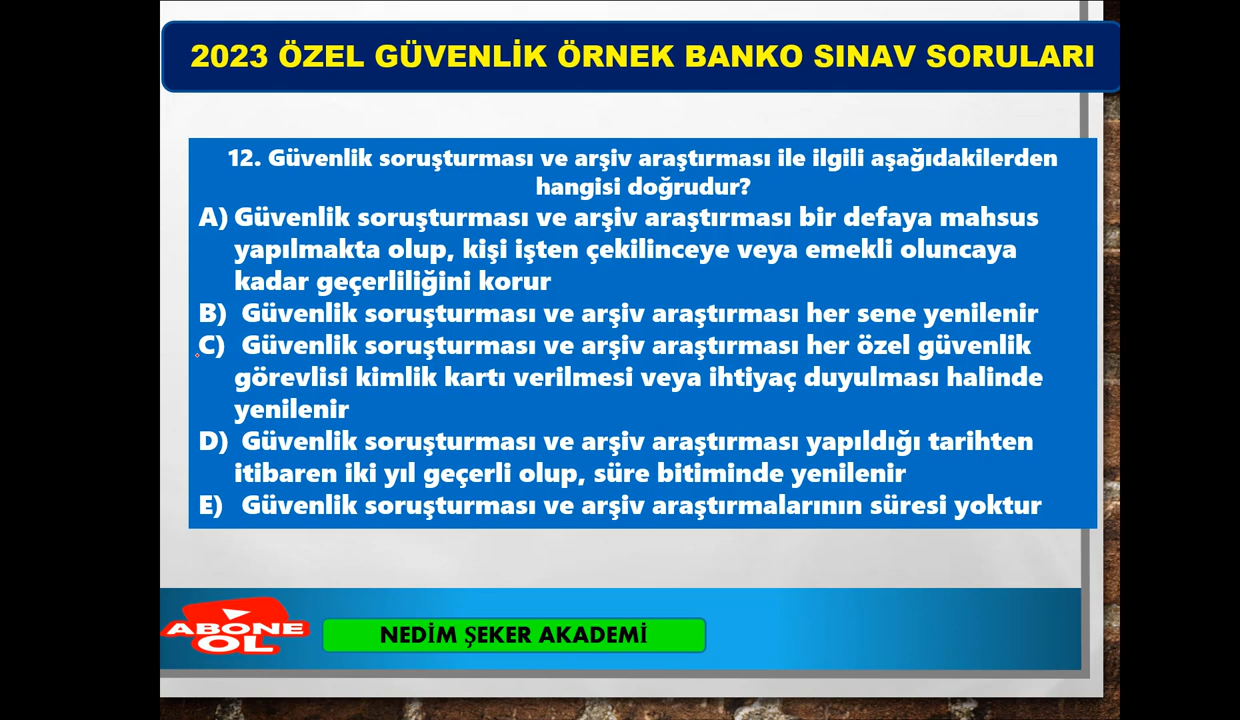 2023 ÖZEL GÜVENLİK ÖRNEK BANKO SINAV SORULARI
12. Güvenlik soruşturması ve arşiv araştırması ile ilgili aşağıdakilerden
hangisi doğrudur?
A) Güvenlik soruşturması ve arşiv araştırması bir defaya mahsus
yapılmakta olup, kişi işten çekilinceye veya emekli oluncaya
kadar geçerliliğini korur
B) Güvenlik soruşturması ve arşiv araştırması her sene yenilenir
C) Güvenlik soruşturması ve arşiv araştırması her özel güvenlik
görevlisi kimlik kartı verilmesi veya ihtiyaç duyulması halinde
yenilenir
D) Güvenlik soruşturması ve arşiv araştırması yapıldığı tarihten
itibaren iki yıl geçerli olup, süre bitiminde yenilenir
E) Güvenlik soruşturması ve arşiv araştırmalarının süresi yoktur
ABONE
OL
NEDİM ŞEKER AKADEMİ